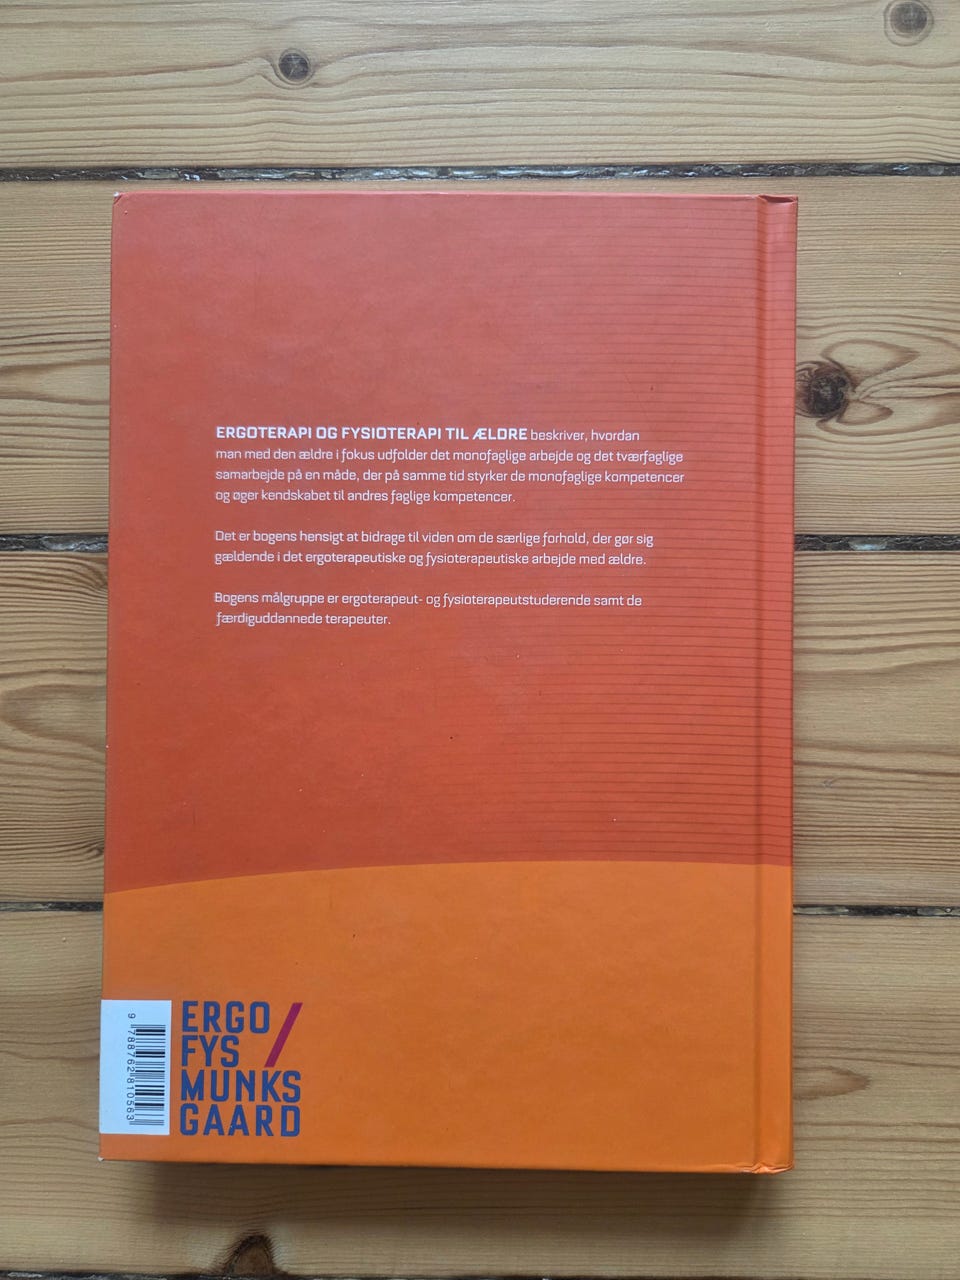 ERGOTERAPI OG FYSIOTERAPI TIL ÆLDRE beskriver, hvordan
man med den ældre i fokus udfolder det monofaglige arbejde og det tværfaglige
samarbejde på en måde, der på samme tid styrker de monofaglige kompetencer
og øger kendskabet til andres faglige kompetencer.
Det er bogens hensigt at bidrage til viden om de særlige forhold, der gør sig
gældende i det ergoterapeutiske og fysioterapeutiske arbejde med ældre.
Bogens målgruppe er ergoterapeut- og fysioterapeutstuderende samt de
færdiguddannede terapeuter.
9 788762 810563
ERGO/
FYS
MUNKS
GAARD